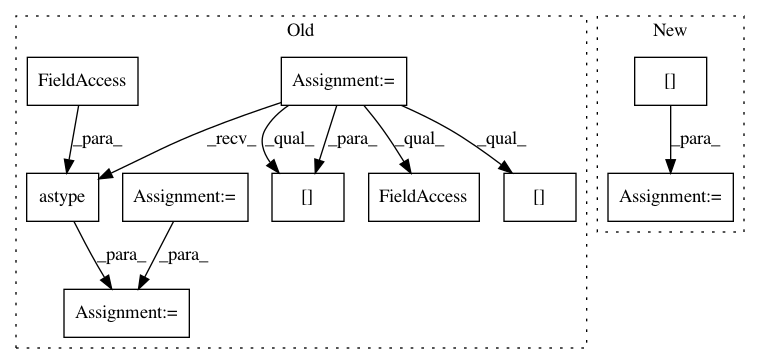 Old
New
FieldAccess
Assignment:=
[]
_para_
_recv_
_qual_
_para_
_qual_
_qual_
_para_
astype
Assignment:=
[]
FieldAccess
[]
Assignment:=
_para_
_para_
Assignment:=